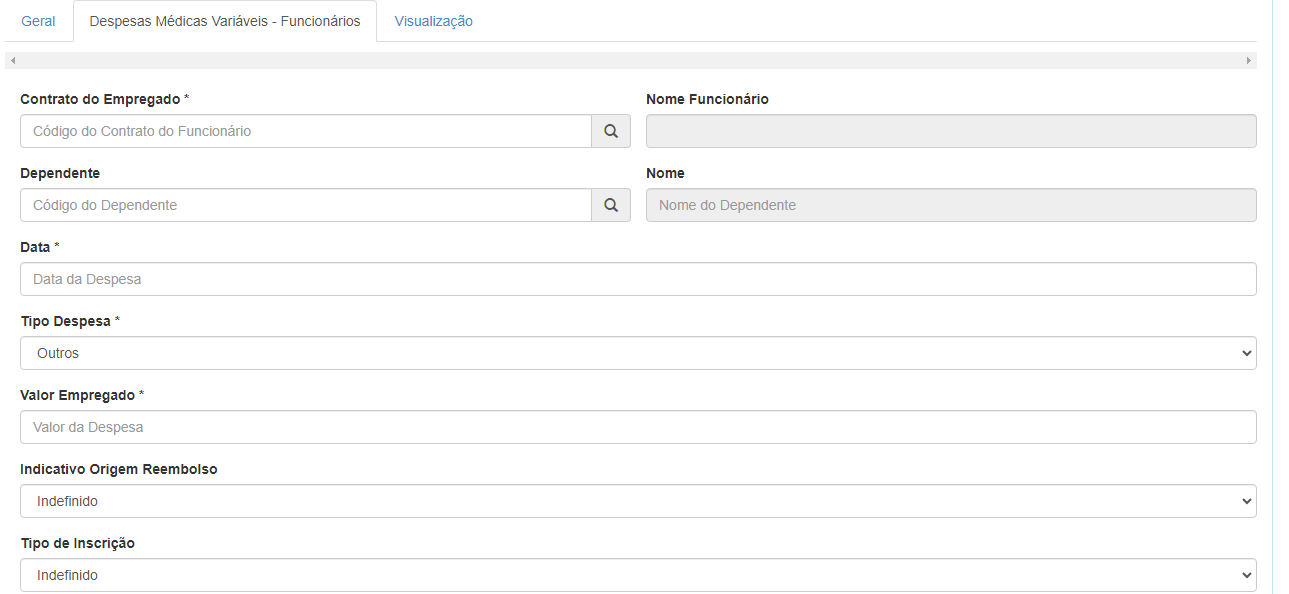 Geral Despesas Médicas Variáveis - Funcionários Visualização
Contrato do Empregado * Nome Funcionário
Código do Contrato do Funcionário
Dependente Nome
Código do Dependente Nome do Dependente
Data *
Data da Despesa
Tipo Despesa *
Outros
Valor Empregado *
Valor da Despesa
Indicativo Origem Reembolso
Indefinido
Tipo de Inscrição
Indefinido